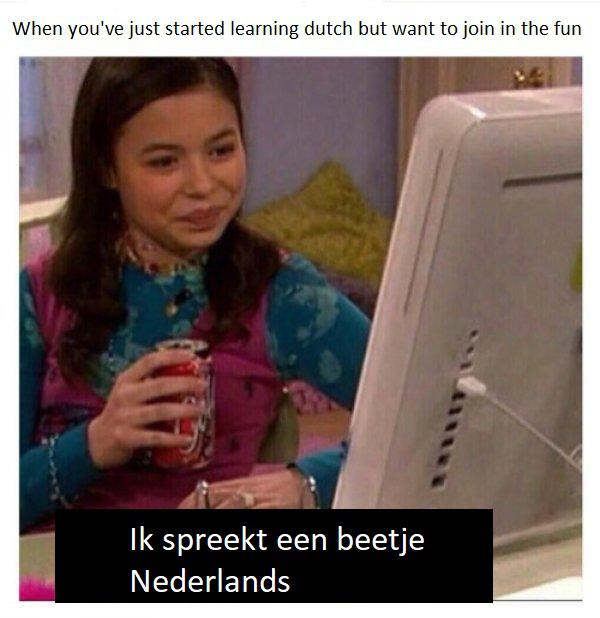 When you've just started learning dutch but want to join in the fun
Ik spreekt een beetje
Nederlands